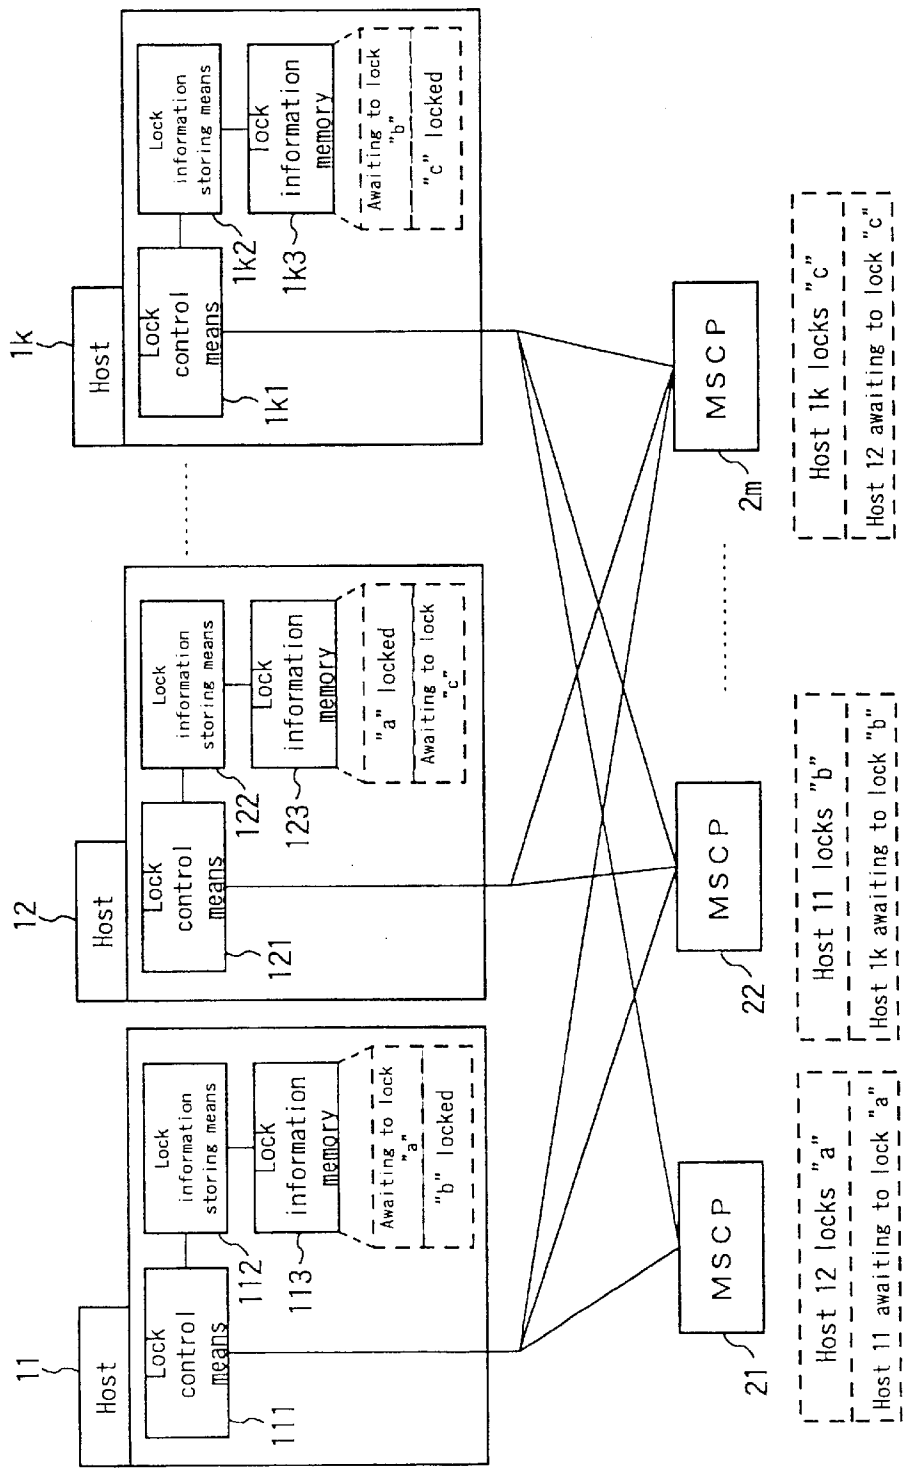 11
Host
Lock
control
means
111
Lock
information
storing means
112
Lock
information
memory
113
Awaiting to lock
"a"
"b" locked
12
Host
Lock
control
means
121
Lock
information
storing means
122
Lock
information
memory
123
"a" locked
Awaiting to lock
"c"
1k
Host
Lock
control
means
1k1
Lock
information
storing means
1k2
lock
information
memory
1k3
Awaiting to lock
"b"
"c" locked
MSCP
21
MSCP
22
MSCP
2m
Host 12 locks "a"
Host 11 awaiting to lock "a"
Host 11 locks "b"
Host 1k awaiting to lock "b"
Host 1k locks "c"
Host 12 awaiting to lock "c"